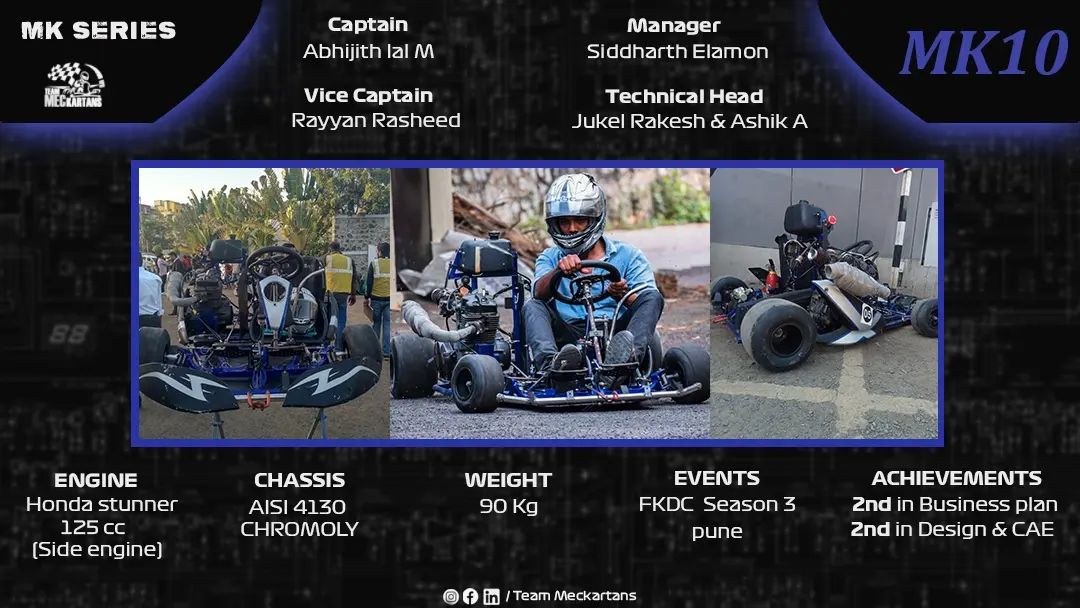 MK SERIES
TEAM
MECKARTANS
Captain
Abhijith lal M
Manager
Siddharth Elamon
Vice Captain
Rayyan Rasheed
Technical Head
Jukel Rakesh & Ashik A
MK10
68
05
ENGINE
Honda stunner
125 cc
(Side engine)
CHASSIS
AISI 4130
CHROMOLY
WEIGHT
90 Kg
EVENTS
FKDC Season 3
pune
ACHIEVEMENTS
2nd in Business plan
2nd in Design & CAE
/ Team Meckartans